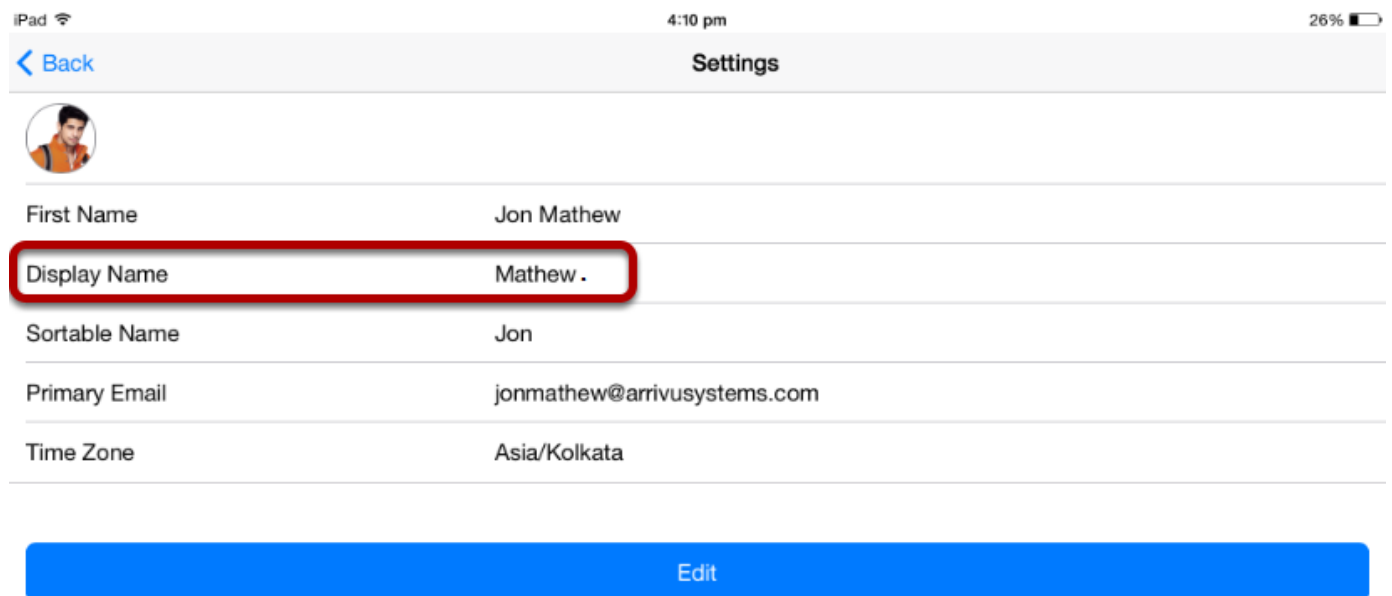 iPad 4:10 pm 26%
Back Settings
First Name Jon Mathew
Display Name Mathew .
Sortable Name Jon
Primary Email jonmathew@arrivusystems.com
Time Zone Asia/Kolkata
Edit